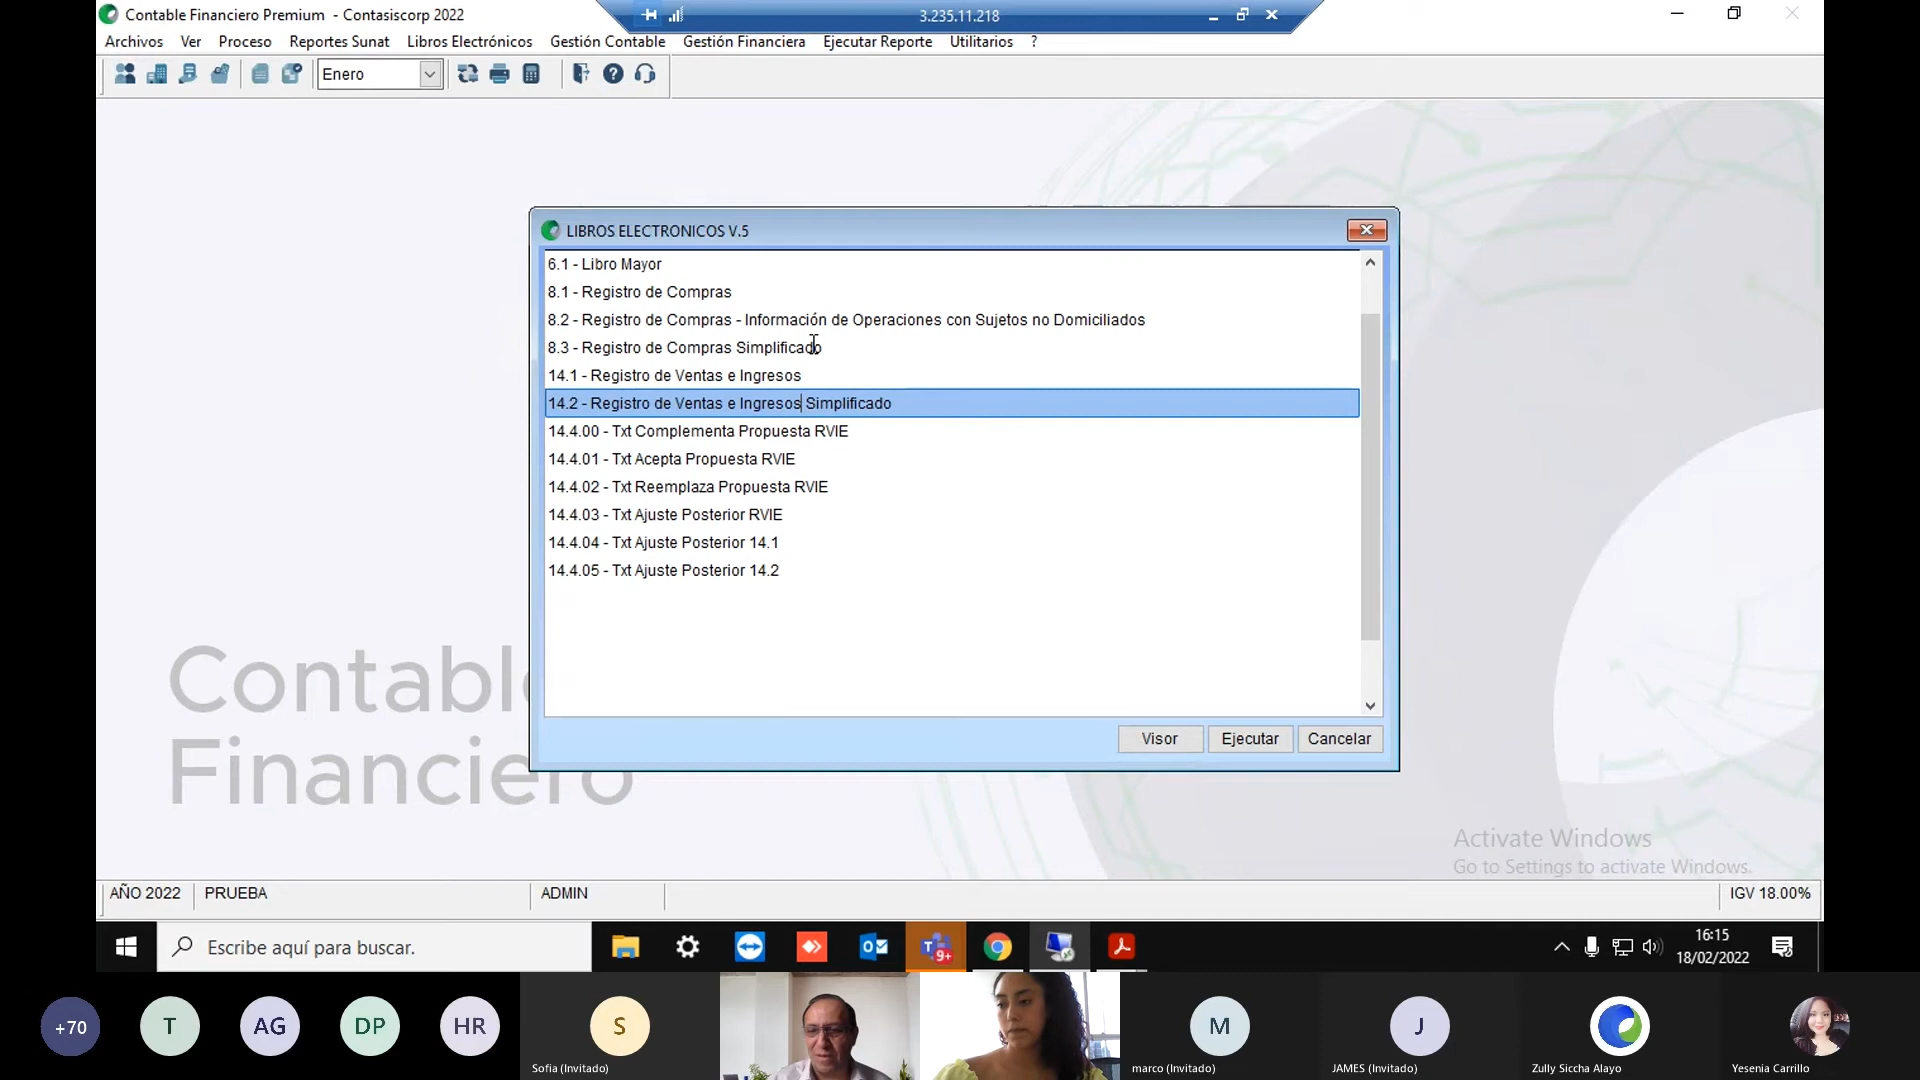 Contable Financiero Premium - Contasiscorp 2022
3.235.11.218
Archivos Ver Proceso Reportes Sunat Libros Electrónicos Gestión Contable Gestión Financiera Ejecutar Reporte Utilitarios ?
Enero
LIBROS ELECTRONICOS V.5
6.1 - Libro Mayor
8.1 - Registro de Compras
8.2 - Registro de Compras - Información de Operaciones con Sujetos no Domiciliados
8.3 - Registro de Compras Simplificado
14.1 - Registro de Ventas e Ingresos
14.2 - Registro de Ventas e Ingresos Simplificado
14.4.00 - Txt Complementa Propuesta RVIE
14.4.01 - Txt Acepta Propuesta RVIE
14.4.02 - Txt Reemplaza Propuesta RVIE
14.4.03 - Txt Ajuste Posterior RVIE
14.4.04 - Txt Ajuste Posterior 14.1
14.4.05 - Txt Ajuste Posterior 14.2
Visor Ejecutar Cancelar
Contable
Financiero
Activate Windows
Go to Settings to activate Windows.
AÑO 2022 PRUEBA ADMIN IGV 18.00%
Escribe aquí para buscar.
9+
16:15
18/02/2022
+70 T AG DP HR S M J
Sofia (Invitado) marco (Invitado) JAMES (Invitado) Zully Siccha Alayo Yesenia Carrillo